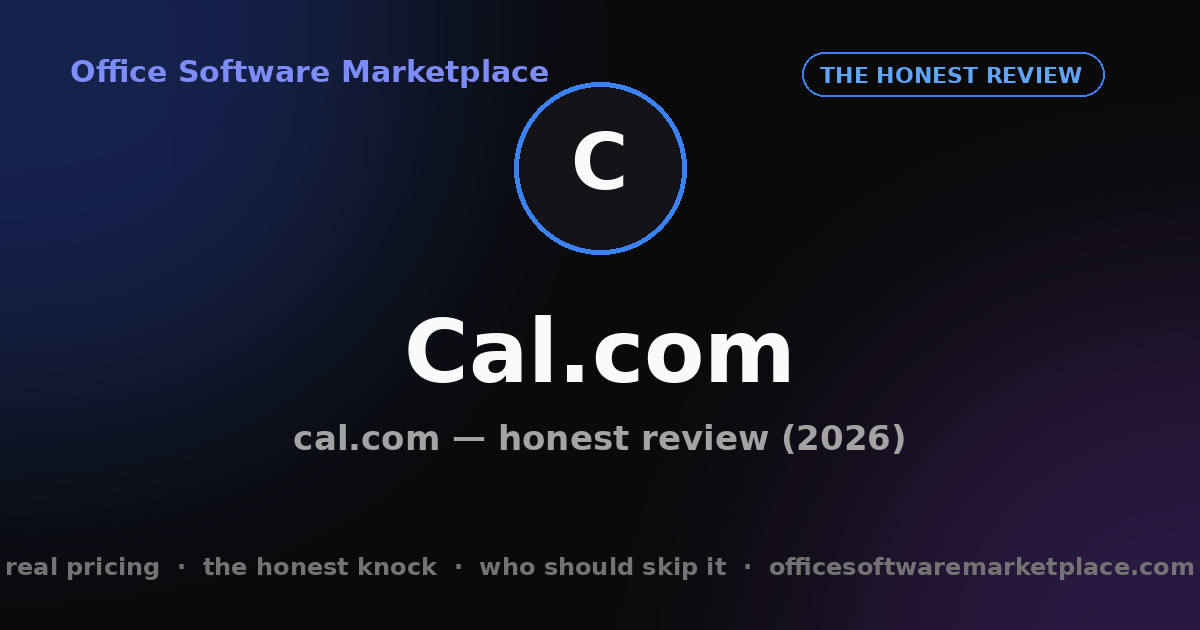 Office Software Marketplace
THE HONEST REVIEW
C
Cal.com
cal.com — honest review (2026)
real pricing · the honest knock · who should skip it · officesoftwaremarketplace.com